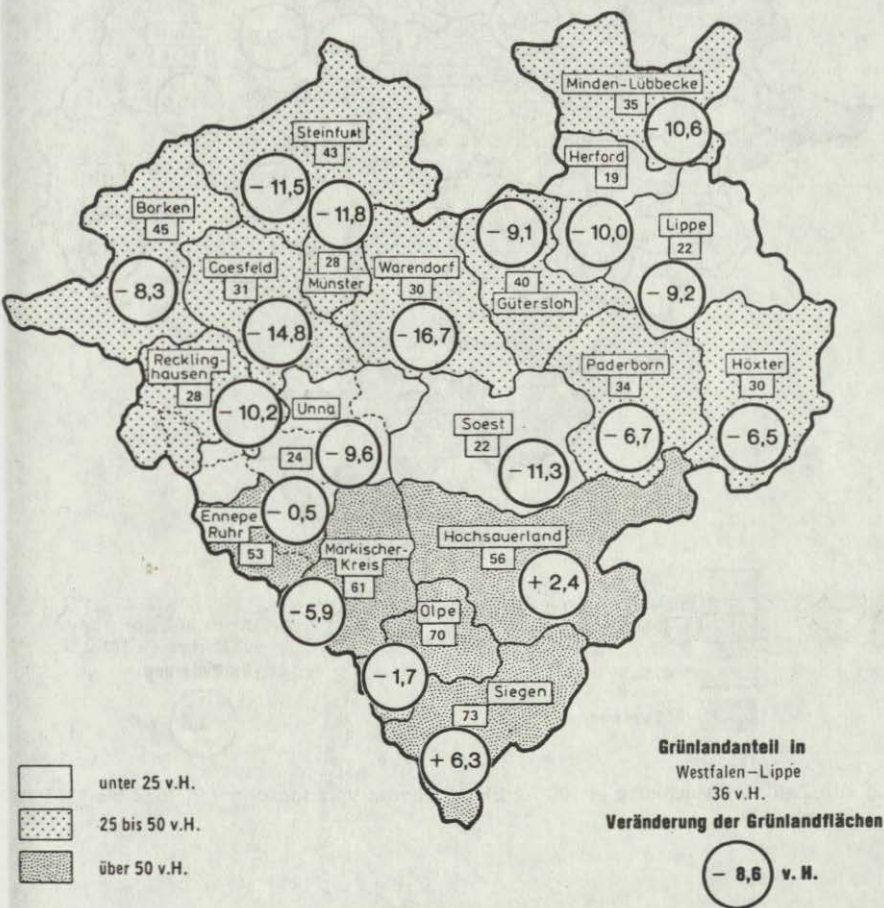 Minden-Lübbecke
35
- 10,6
Steinfurt
43
- 11,5
Herford
19
- 10,0
- 11,8
Borken
45
- 8,3
- 9,1
Lippe
22
- 9,2
Coesfeld
31
- 14,8
28
Münster
Warendorf
30
- 16,7
40
Gütersloh
Reckling-
hausen
28
- 10,2
Paderborn
34
- 6,7
Höxter
30
- 6,5
Unna
24
- 9,6
Soest
22
- 11,3
Ennepe
Ruhr
53
- 0,5
Märkischer-
Kreis
61
- 5,9
Hochsauerland
56
+ 2,4
Olpe
70
- 1,7
Siegen
73
+ 6,3
unter 25 v.H.
25 bis 50 v.H.
über 50 v.H.
Grünlandanteil in
Westfalen-Lippe
36 v.H.
Veränderung der Grünlandflächen
- 8,6 v. H.